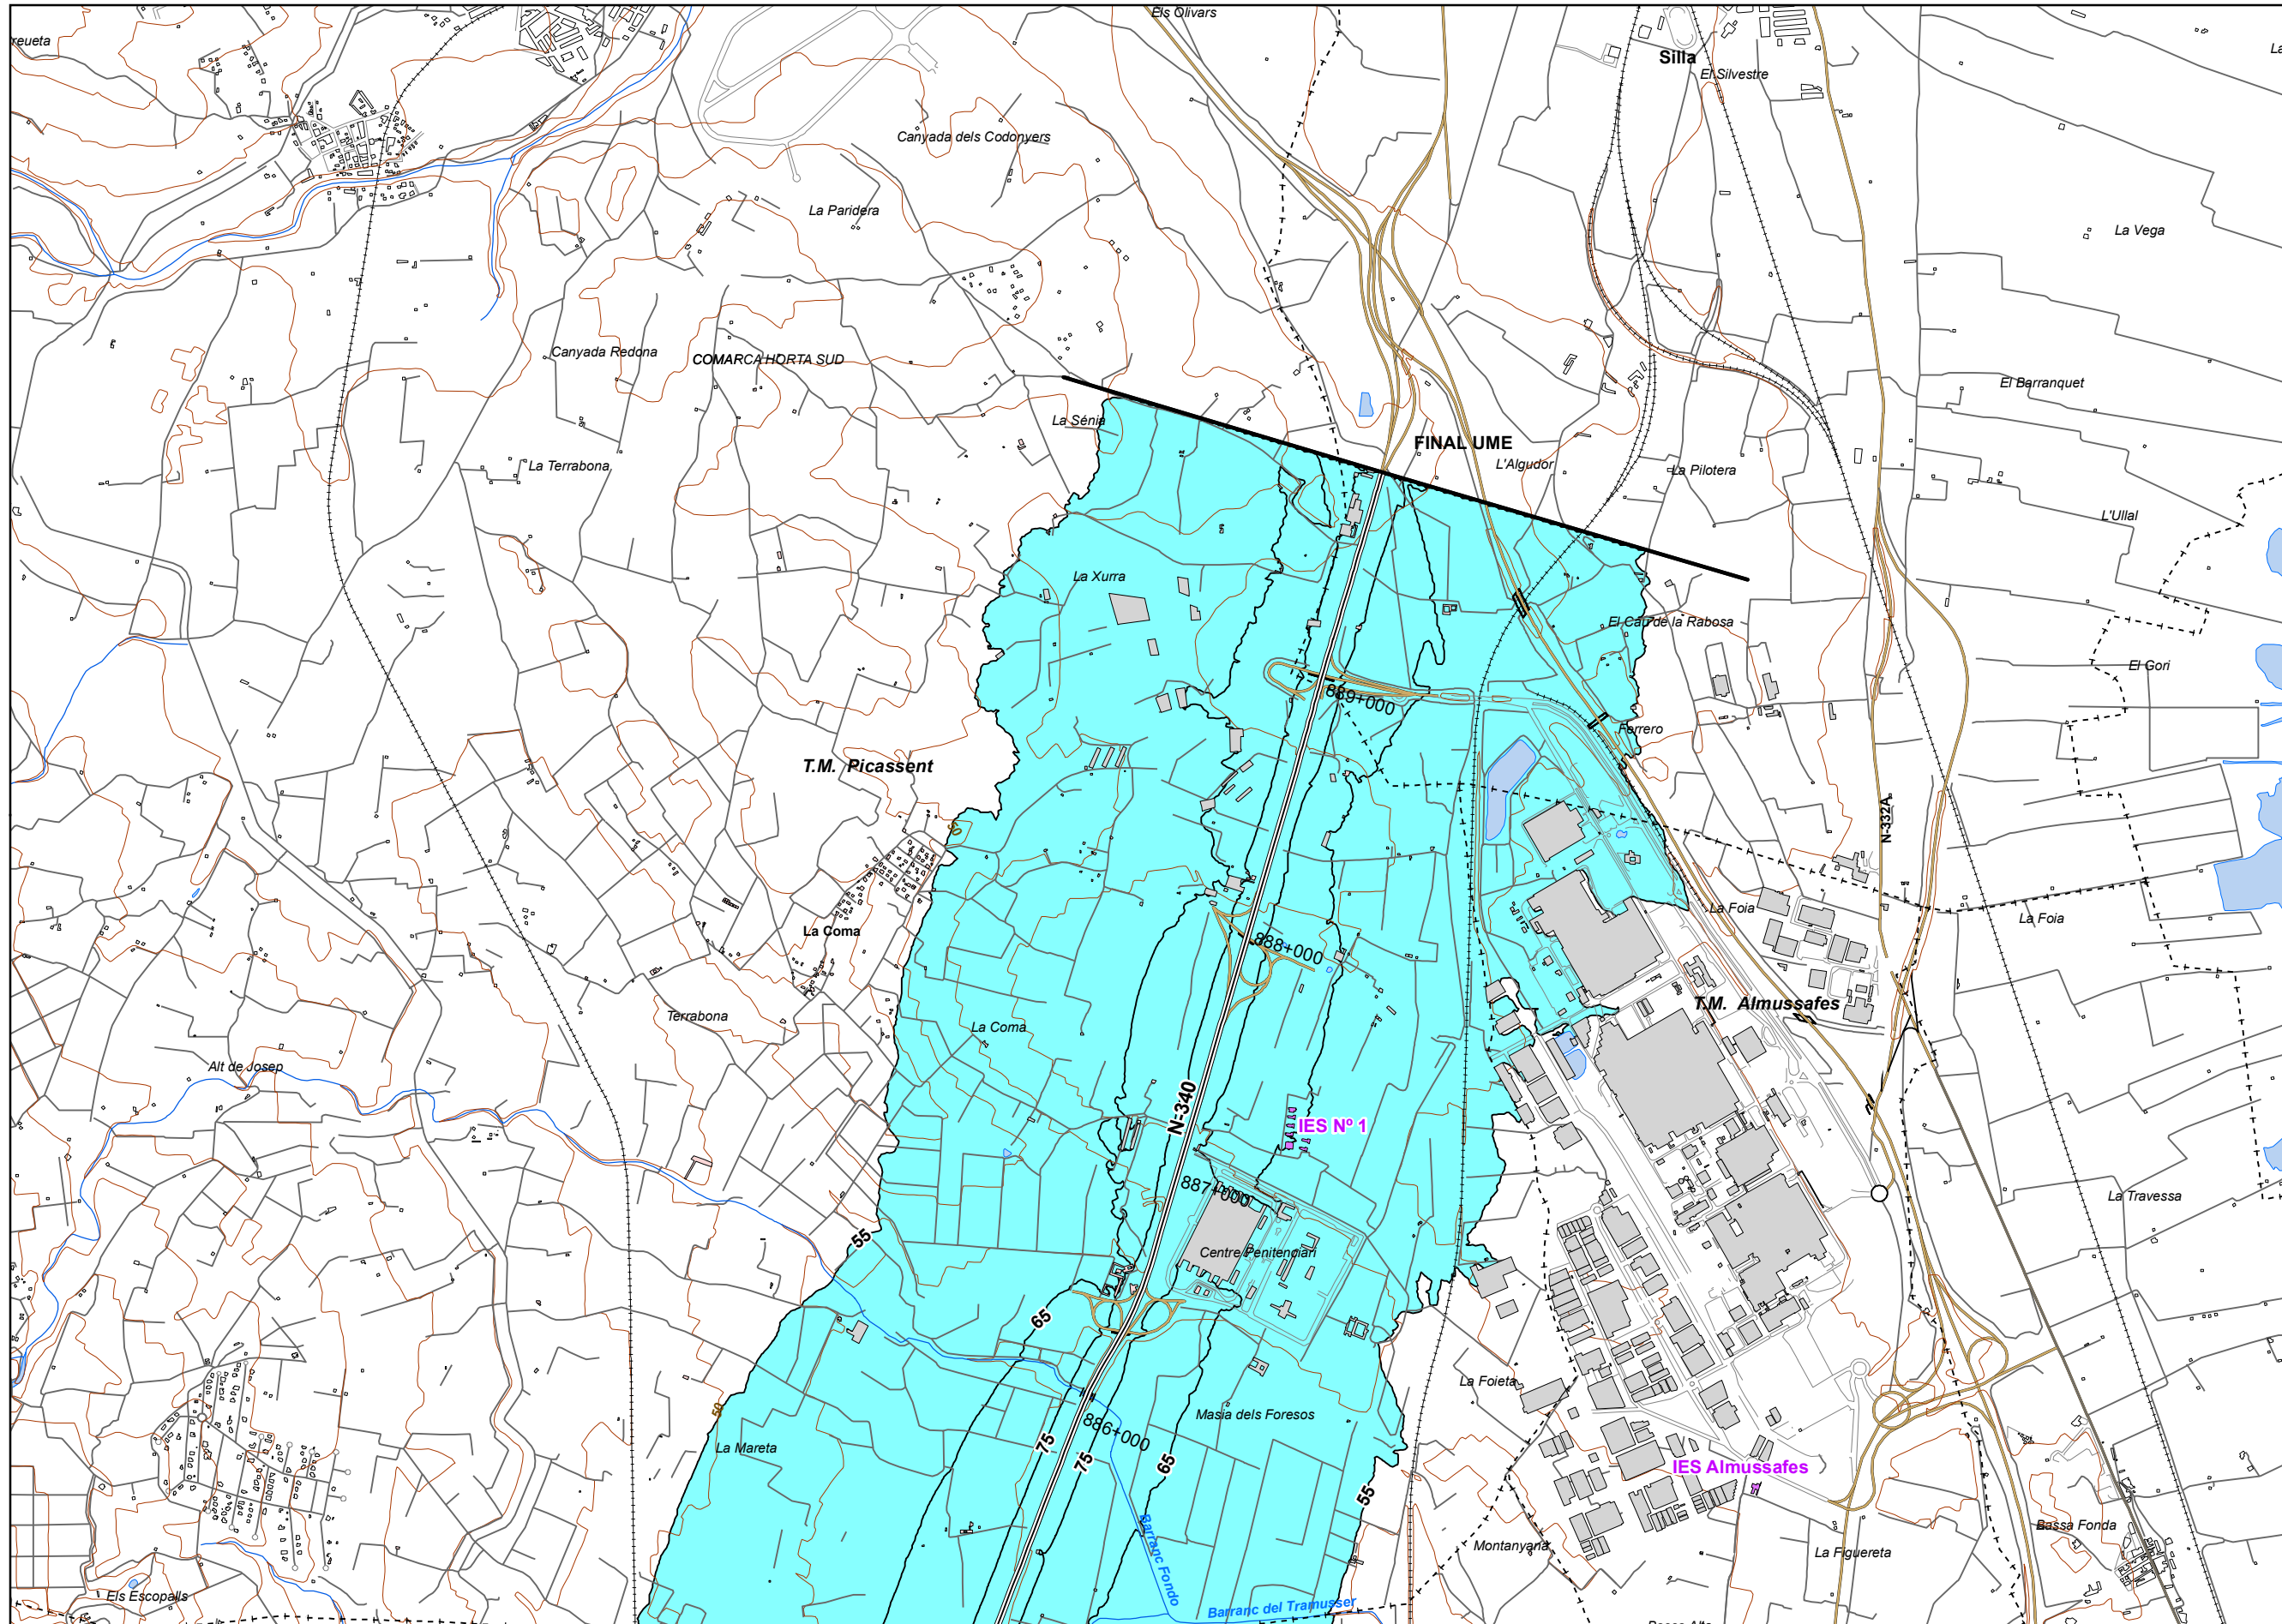 Els Olivars
reueta
Silla
El Silvestre
Canyada dels Codonyers
La Paridera
La Vega
Canyada Redona
COMARCA HORTA SUD
El Barranquet
La Sénia
FINAL UME
L'Algudor
La Terrabona
La Pilotera
L'Ullal
La Xurra
El Cau de la Rabosa
El Gori
889+000
Ferrero
T.M. Picassent
50
N-332A
La Foia
La Foia
La Coma
888+000
T.M. Almussafes
Terrabona
La Coma
Alt de Josep
N-340
IES Nº 1
887+000
La Travessa
55
Centre Penitenciari
65
La Foieta
50
Masia dels Foresos
886+000
75
La Mareta
75
65
IES Almussafes
55
Barranc Fondo
Bassa Fonda
Montanyana
La Figuereta
Els Escopalls
Barranc del Tramusser